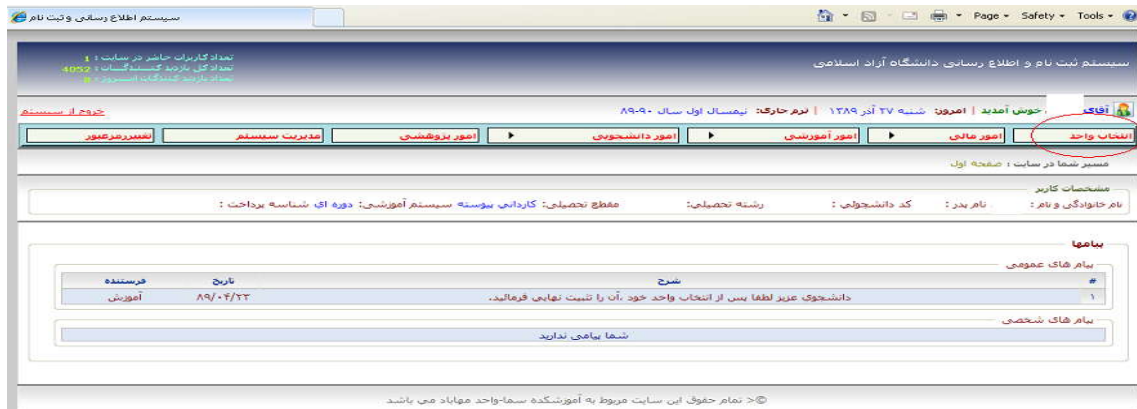 سیستم اطلاع رسانی و ثبت نام
Page Safety Tools
سیستم ثبت نام و اطلاع رسانی دانشگاه آزاد اسلامی
تعداد کاربران حاضر در سایت : 1
تعداد کل بازدید کنندگان : 4052
آقای خوش آمدید | امروز: شنبه ۲۷ آذر ۱۳۸۹ | ترم جاری: نیمسال اول سال ۹۰-۸۹
خروج از سیستم
انتخاب واحد امور مالی امور آموزشی امور دانشجویی امور پژوهشی مدیریت سیستم تغییررمزعبور
مسیر شما در سایت : صفحه اول
مشخصات کاربر
نام خانوادگی و نام : نام پدر : کد دانشجوئی : رشته تحصیلی: مقطع تحصیلی: کاردانی پیوسته سیستم آموزشی: دوره ای شناسه پرداخت :
پیامها
پیام های عمومی
# شرح تاریخ فرستنده
۱ دانشجوی عزیز لطفا پس از انتخاب واحد خود ،آن را تثبیت نهایی فرمائید. ۸۹/۰۴/۲۳ آموزش
پیام های شخصی
شما پیامی ندارید
©< تمام حقوق این سایت مربوط به آموزشکده سما-واحد مهاباد می باشد